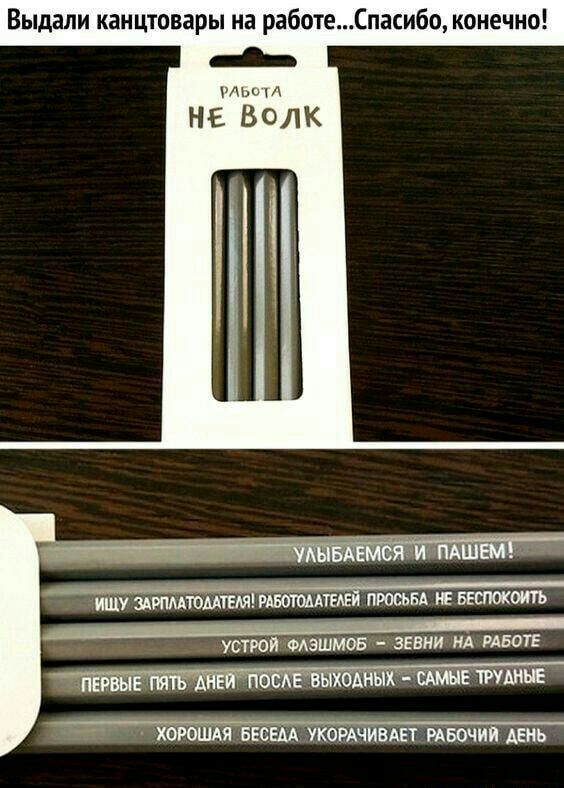 Выдали канцтовары на работе...Спасибо, конечно!
РАБОТА
НЕ ВОЛК
УЛЫБАЕМСЯ И ПАШЕМ!
ИЩУ ЗАРПЛАТОДАТЕЛЯ! РАБОТОДАТЕЛЕЙ ПРОСЬБА НЕ БЕСПОКОИТЬ
УСТРОЙ ФЛЭШМОБ - ЗЕВНИ НА РАБОТЕ
ПЕРВЫЕ ПЯТЬ ДНЕЙ ПОСЛЕ ВЫХОДНЫХ - САМЫЕ ТРУДНЫЕ
ХОРОШАЯ БЕСЕДА УКОРАЧИВАЕТ РАБОЧИЙ ДЕНЬ